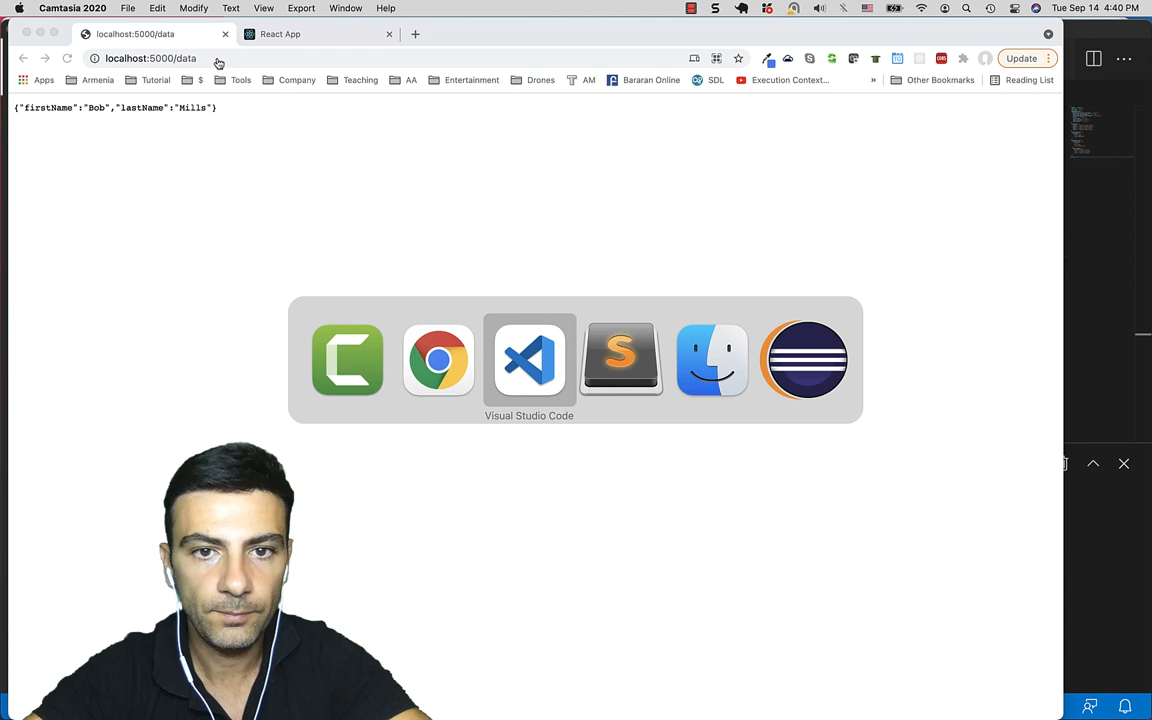 Camtasia 2020 File Edit Modify Text View Export Window Help Tue Sep 14 4:40 PM
localhost:5000/data React App
localhost:5000/data Update
Apps Armenia Tutorial $ Tools Company Teaching AA Entertainment Drones AM Bararan Online SDL Execution Context... » Other Bookmarks Reading List
{"firstName":"Bob","lastName":"Mills"}
Visual Studio Code